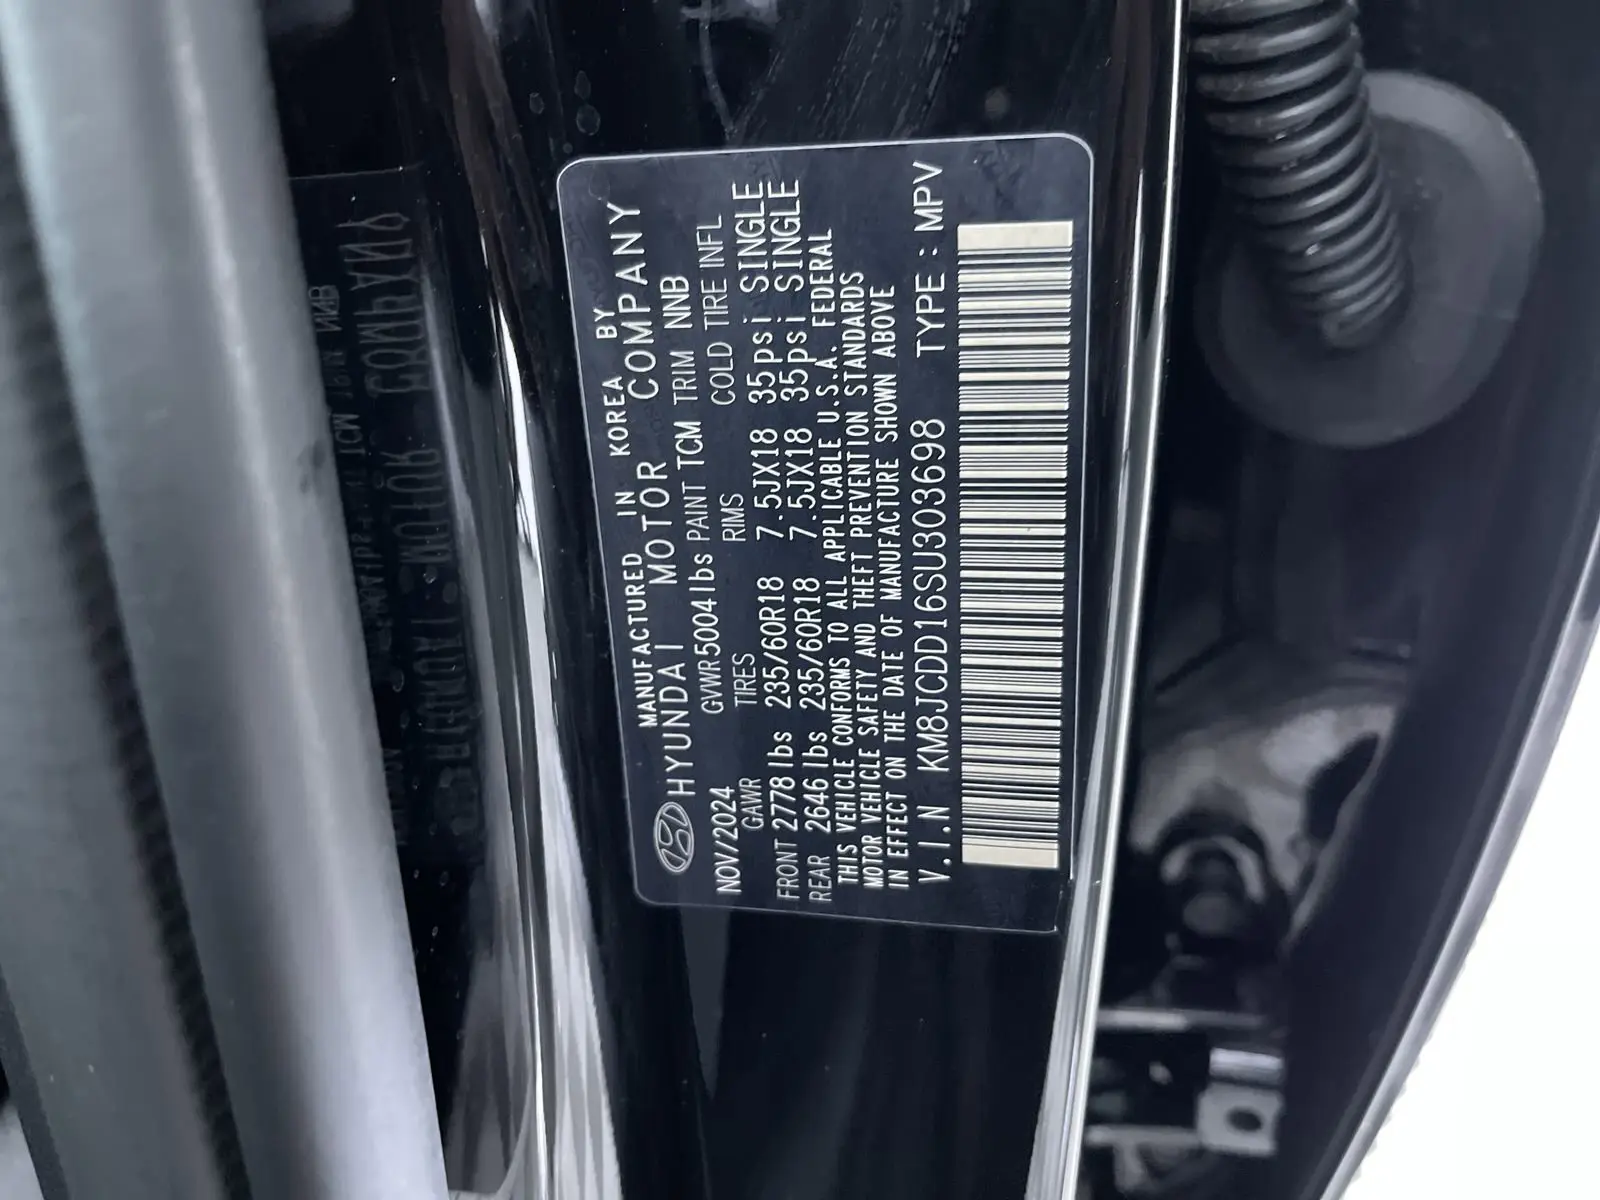 MANUFACTURED IN KOREA BY
HYUNDAI MOTOR COMPANY
NOV/2024 GVWR5004lbs PAINT TCM TRIM NNB
GAWR TIRES RIMS COLD TIRE INFL
FRONT 2778lbs 235/60R18 7.5JX18 35psi SINGLE
REAR 2646lbs 235/60R18 7.5JX18 35psi SINGLE
THIS VEHICLE CONFORMS TO ALL APPLICABLE U.S.A. FEDERAL
MOTOR VEHICLE SAFETY AND THEFT PREVENTION STANDARDS
IN EFFECT ON THE DATE OF MANUFACTURE SHOWN ABOVE
V.I.N KM8JCDD16SU303698 TYPE : MPV